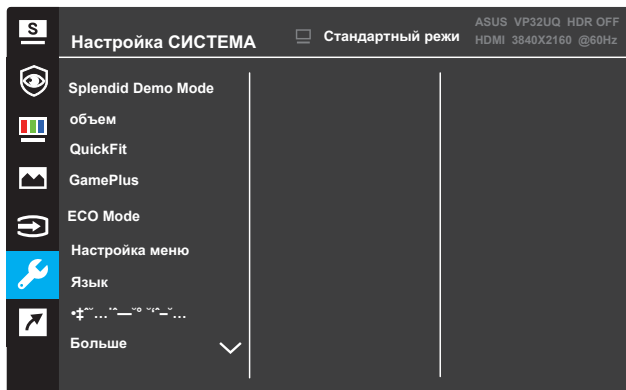 S
ASUS VP32UQ HDR OFF
Настройка СИСТЕМА
Стандартный режи
HDMI 3840X2160 @60Hz
Splendid Demo Mode
объем
QuickFit
GamePlus
ECO Mode
Настройка меню
Язык
Больше